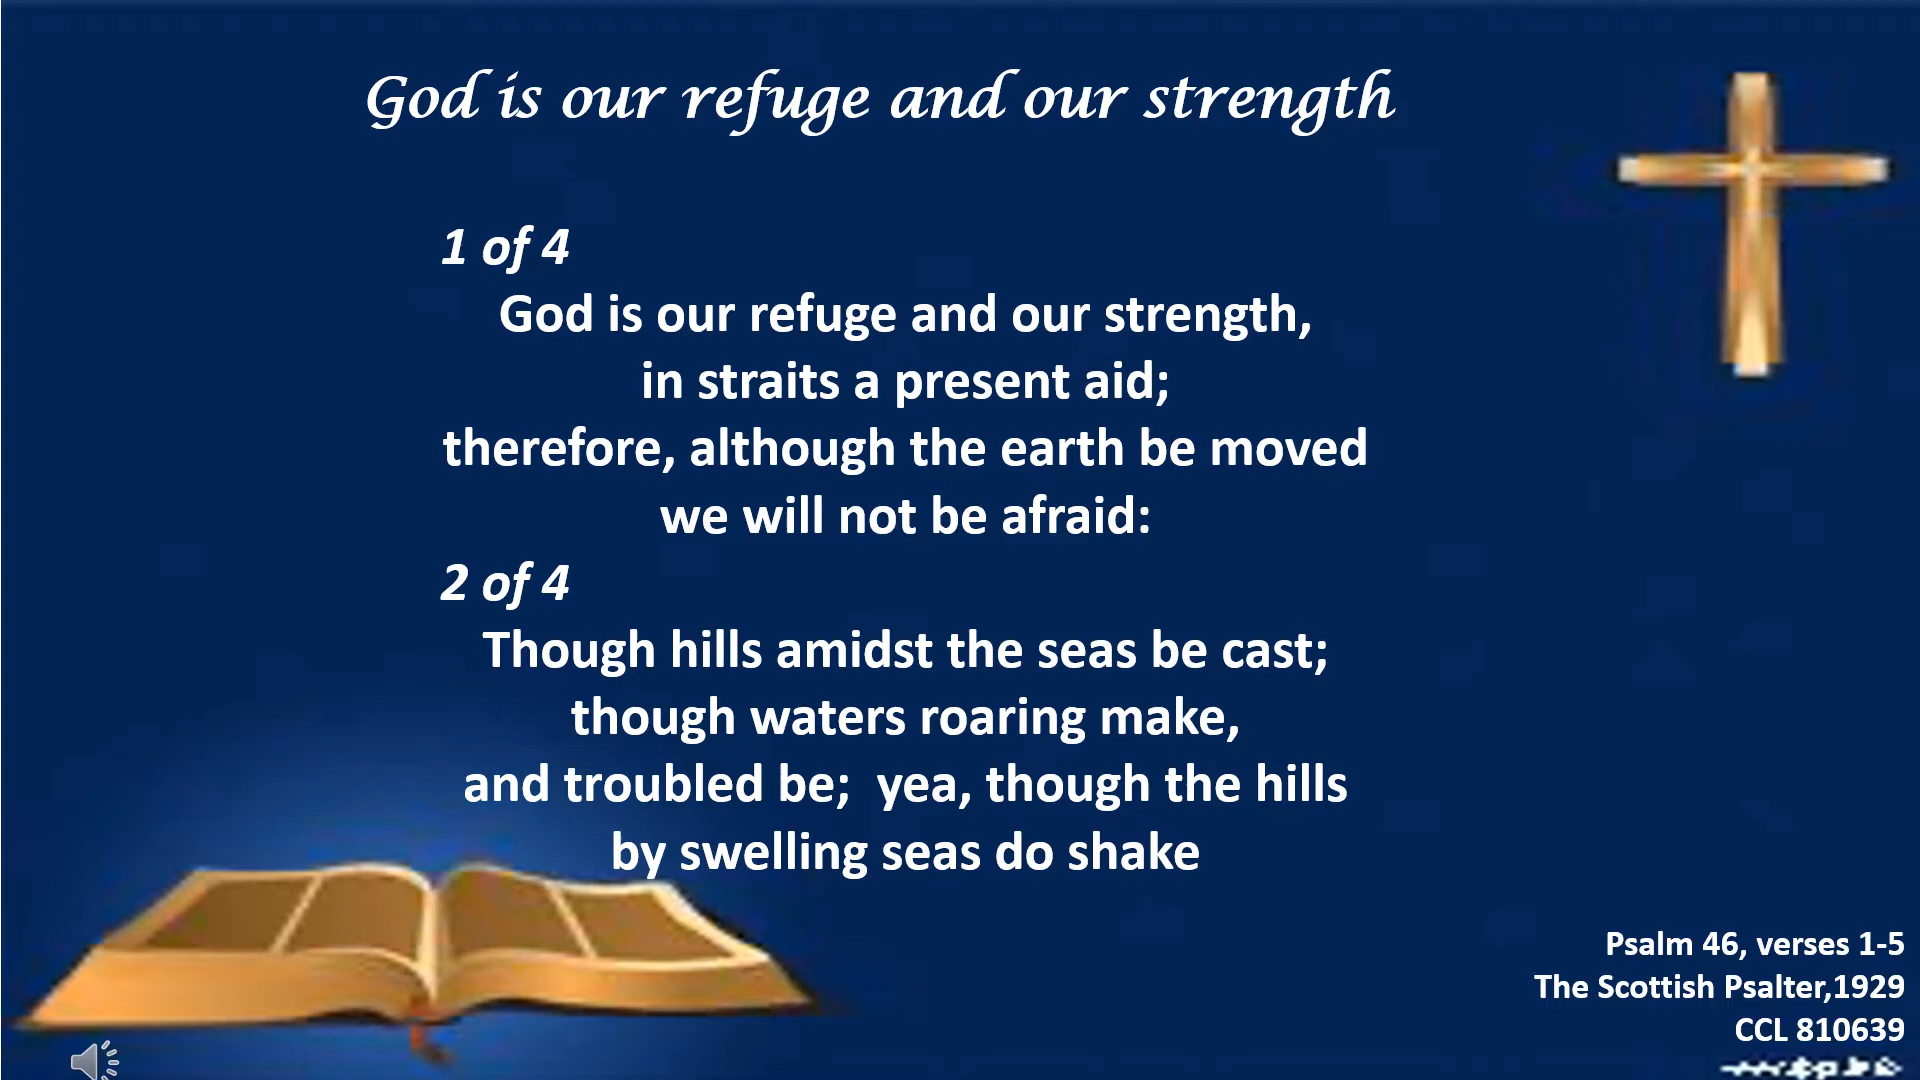 God is our refuge and our strength
1 of 4
God is our refuge and our strength,
in straits a present aid;
therefore, although the earth be moved
we will not be afraid:
2 of 4
Though hills amidst the seas be cast;
though waters roaring make,
and troubled be;  yea, though the hills
by swelling seas do shake
Psalm 46, verses 1-5
The Scottish Psalter,1929
CCL 810639